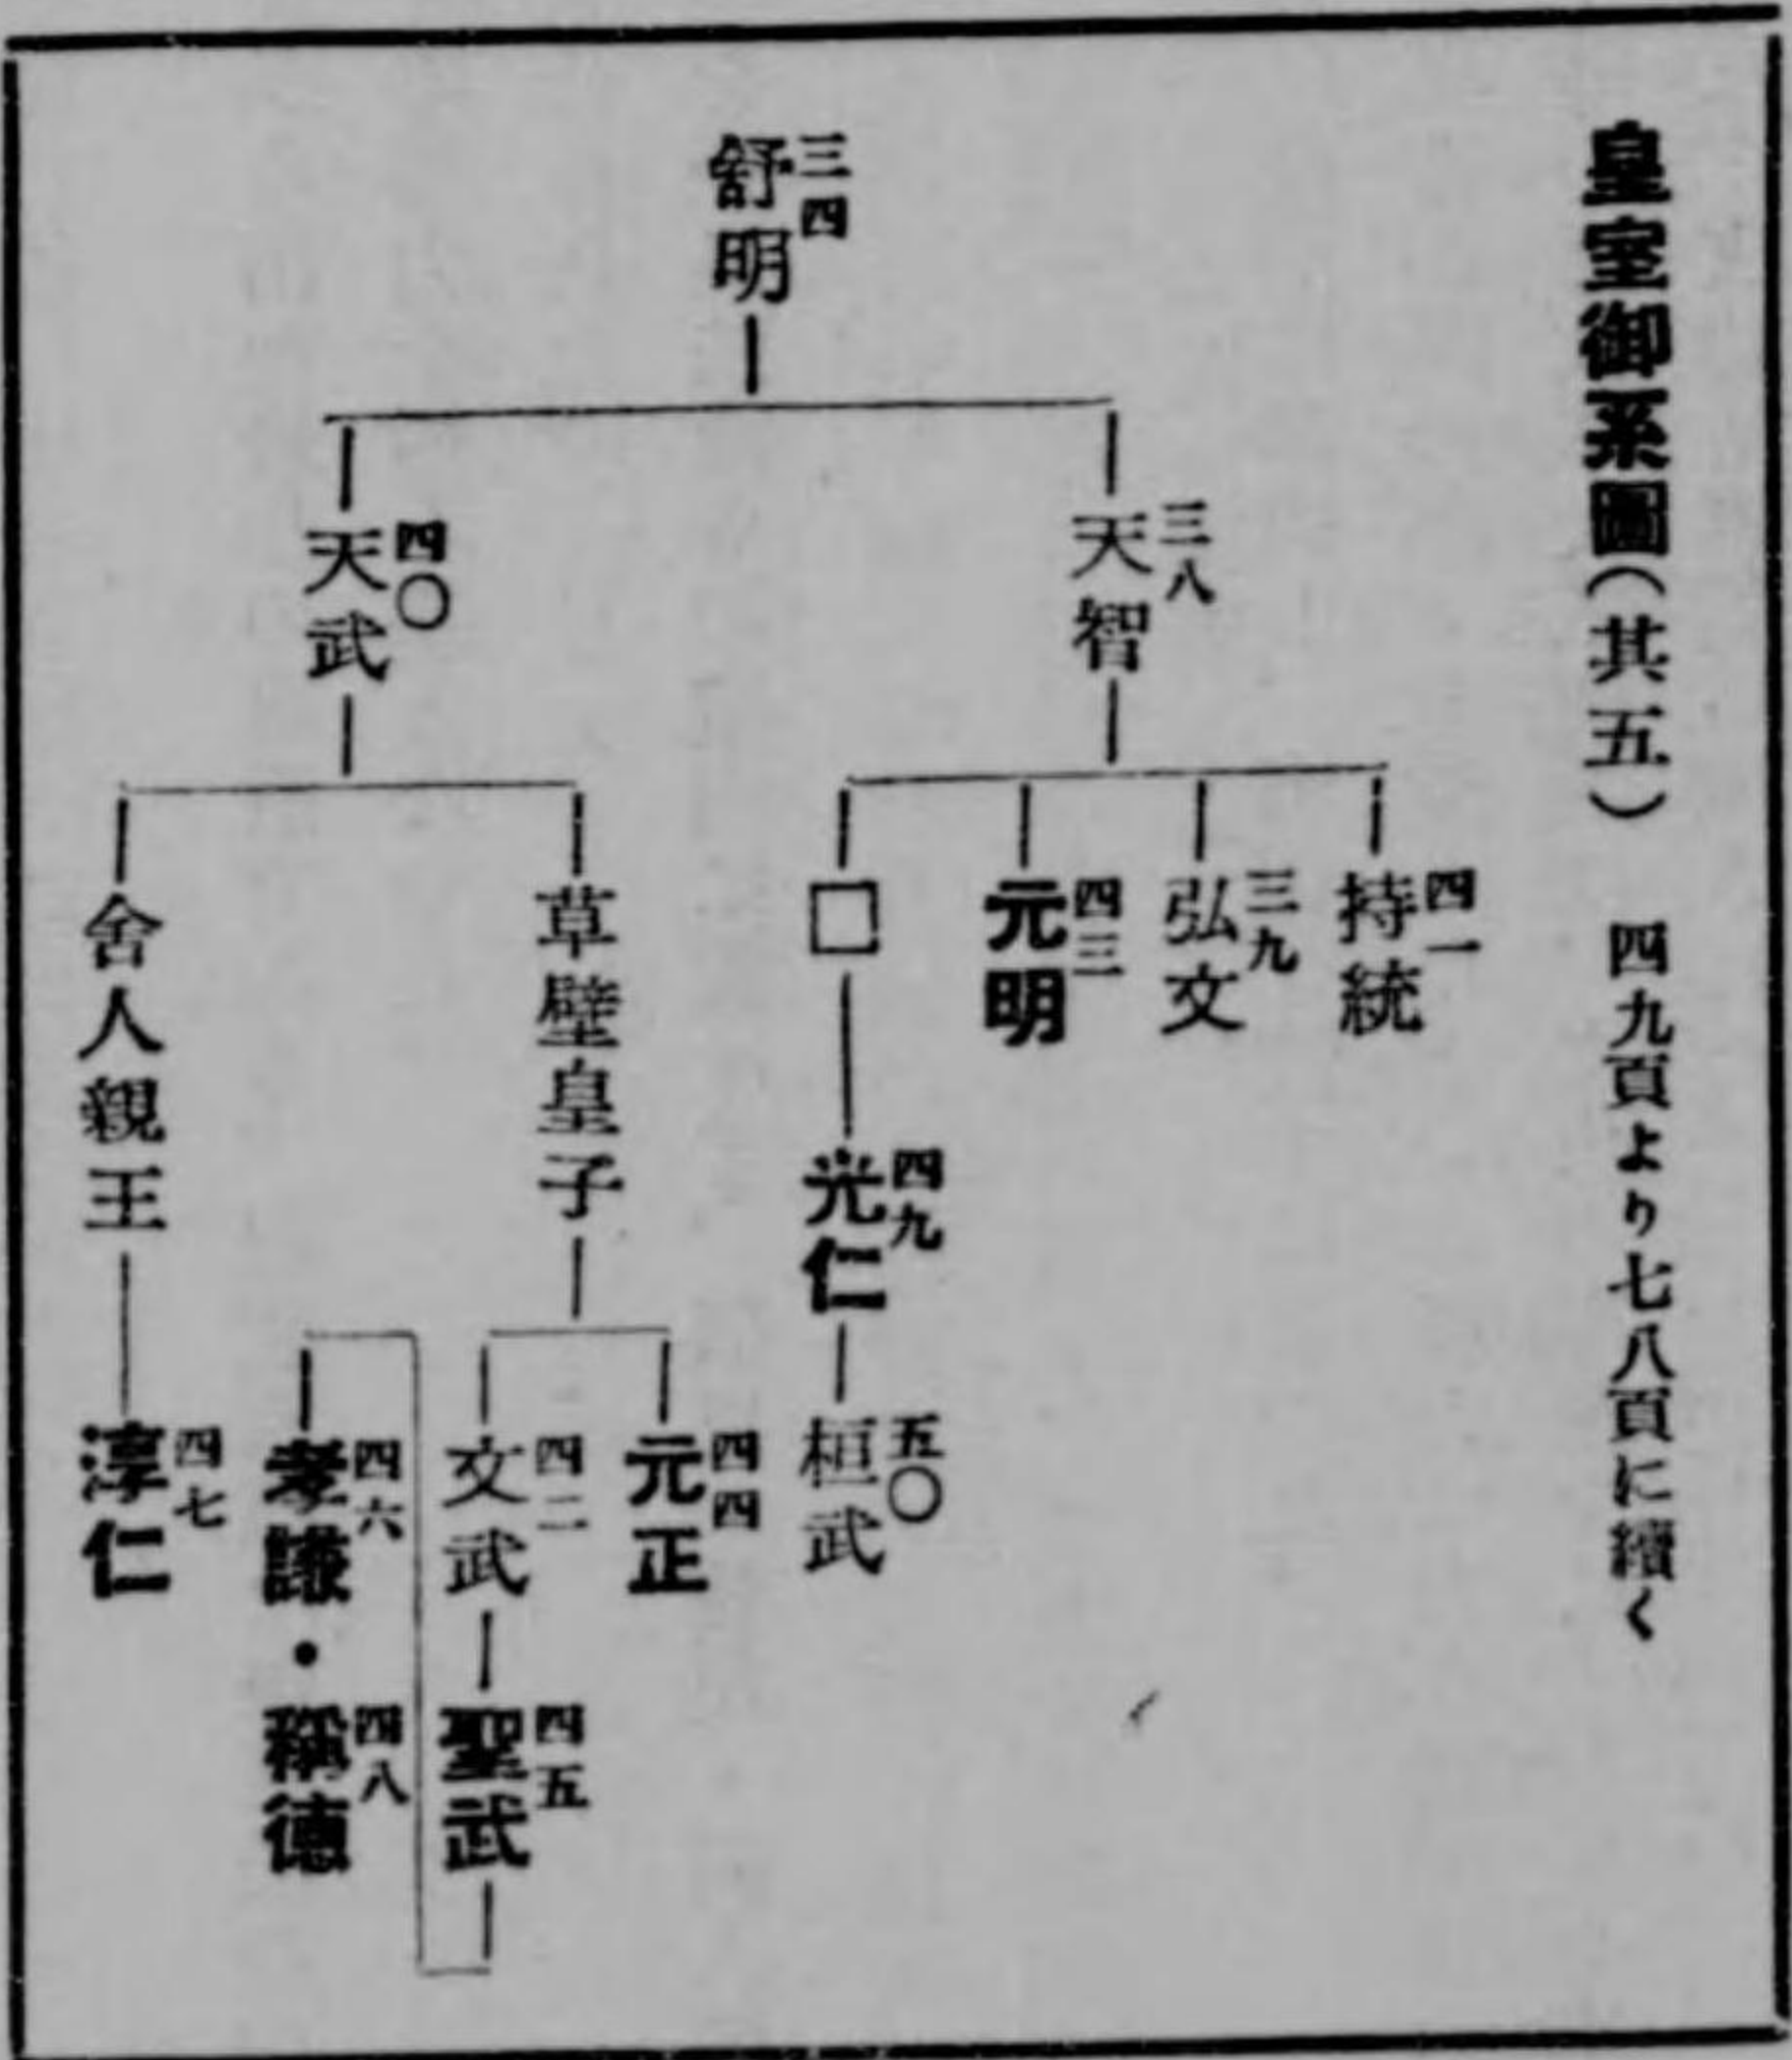 皇室御系圖(其五) 四九頁より七八頁に續く
三四
舒明
三八
天智
四〇
天武
四一
持統
三九
弘文
四三
元明
□
四九
光仁
五〇
桓武
草壁皇子
四四
元正
四二
文武
四五
聖武
四六
孝謙・
四八
稱德
舍人親王
四七
淳仁